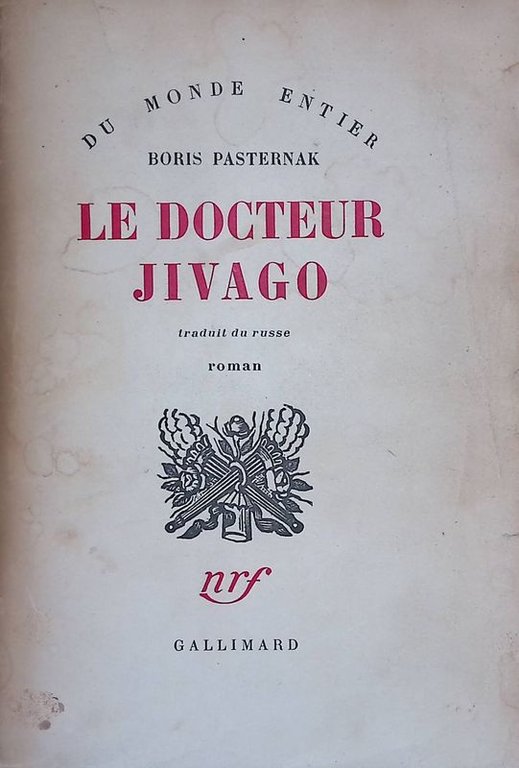 DU MONDE ENTIER
BORIS PASTERNAK
LE DOCTEUR
JIVAGO
traduit du russe
roman
nrf
GALLIMARD